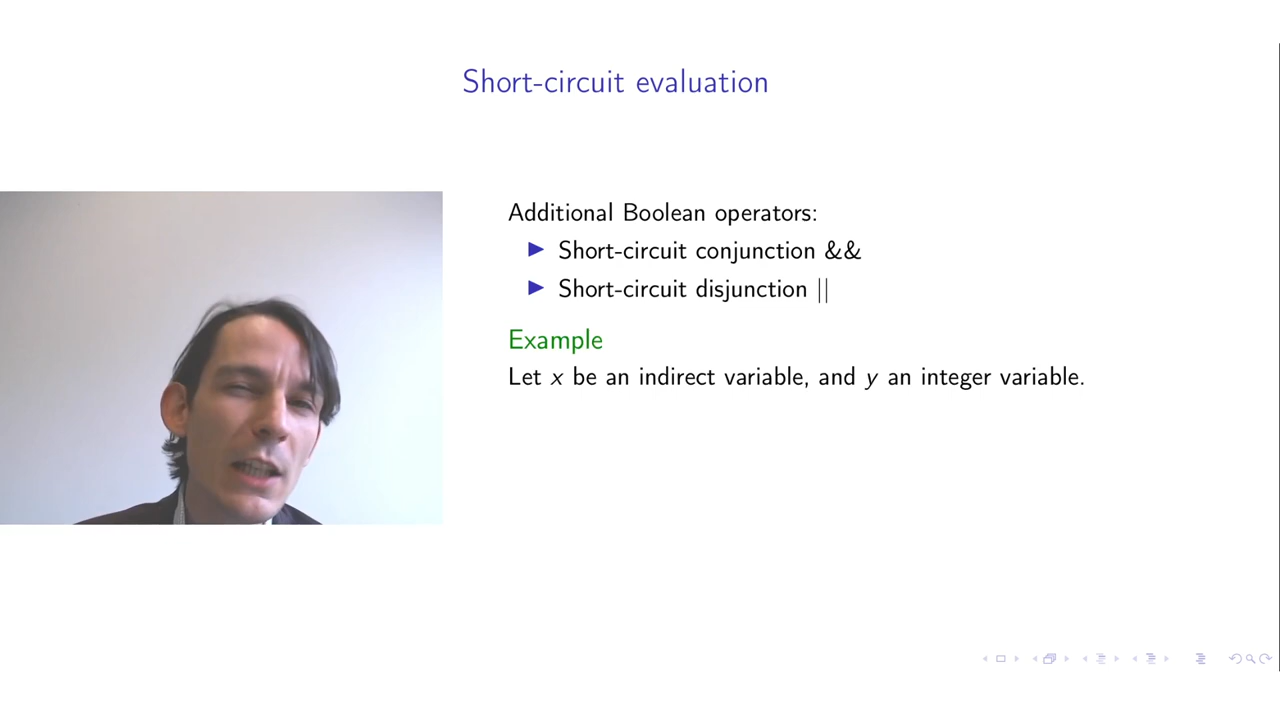 Short-circuit evaluation
Additional Boolean operators:
▶ Short-circuit conjunction &&
▶ Short-circuit disjunction ||
Example
Let x be an indirect variable, and y an integer variable.